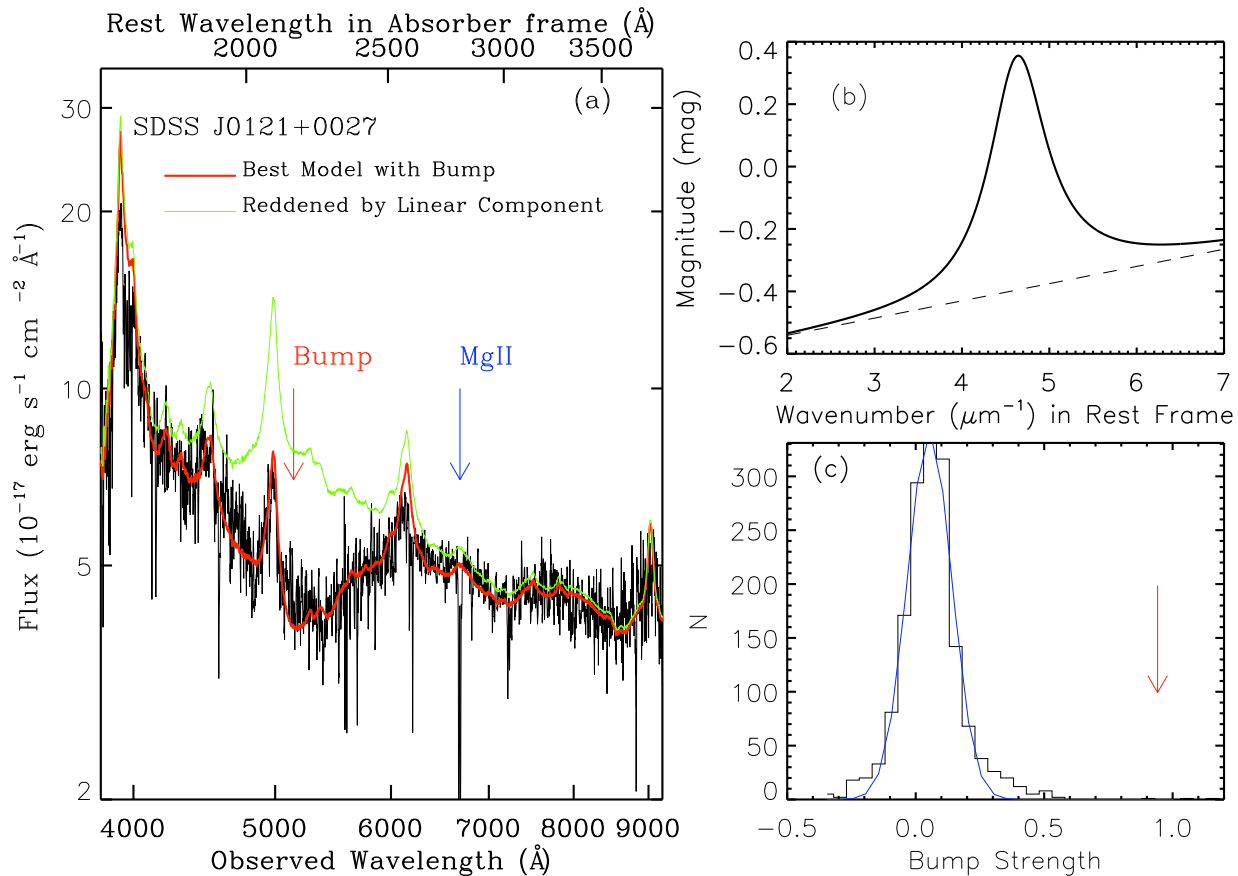 Rest Wavelength in Absorber frame (Å)
2000 2500 3000 3500
(a)
30
20
10
5
2
SDSS J0121+0027
Best Model with Bump
Reddened by Linear Component
Bump
MgII
Flux (10⁻¹⁷ erg s⁻¹ cm ⁻² Å⁻¹)
4000 5000 6000 7000 8000 9000
Observed Wavelength (Å)
(b)
0.4
0.2
0.0
−0.2
−0.4
−0.6
Magnitude (mag)
2 3 4 5 6 7
Wavenumber (μm⁻¹) in Rest Frame
(c)
300
250
200
150
100
50
0
N
−0.5 0.0 0.5 1.0
Bump Strength